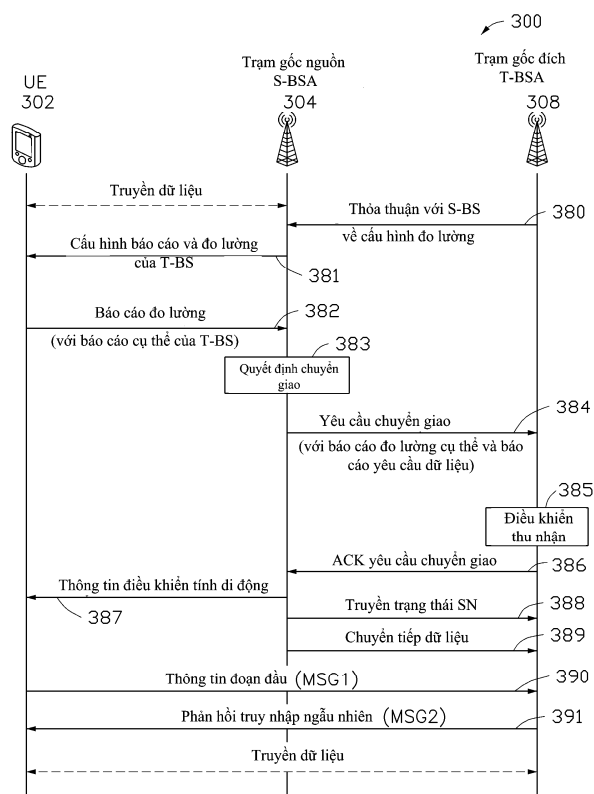 300
UE
302
Trạm gốc nguồn
S-BSA
304
Trạm gốc đích
T-BSA
308
Truyền dữ liệu
Thỏa thuận với S-BS
380
về cấu hình đo lường
Cấu hình báo cáo và đo lường
của T-BS
381
Báo cáo đo lường
382
(với báo cáo cụ thể của T-BS)
383
Quyết định chuyển
giao
Yêu cầu chuyển giao
384
(với báo cáo đo lường cụ thể và báo
cáo yêu cầu dữ liệu)
385
Điều khiển
thu nhận
ACK yêu cầu chuyển giao
386
Thông tin điều khiển tính di động
387
Truyền trạng thái SN
388
Chuyển tiếp dữ liệu
389
Thông tin đoạn đầu (MSG1)
390
Phản hồi truy nhập ngẫu nhiên (MSG2)
391
Truyền dữ liệu